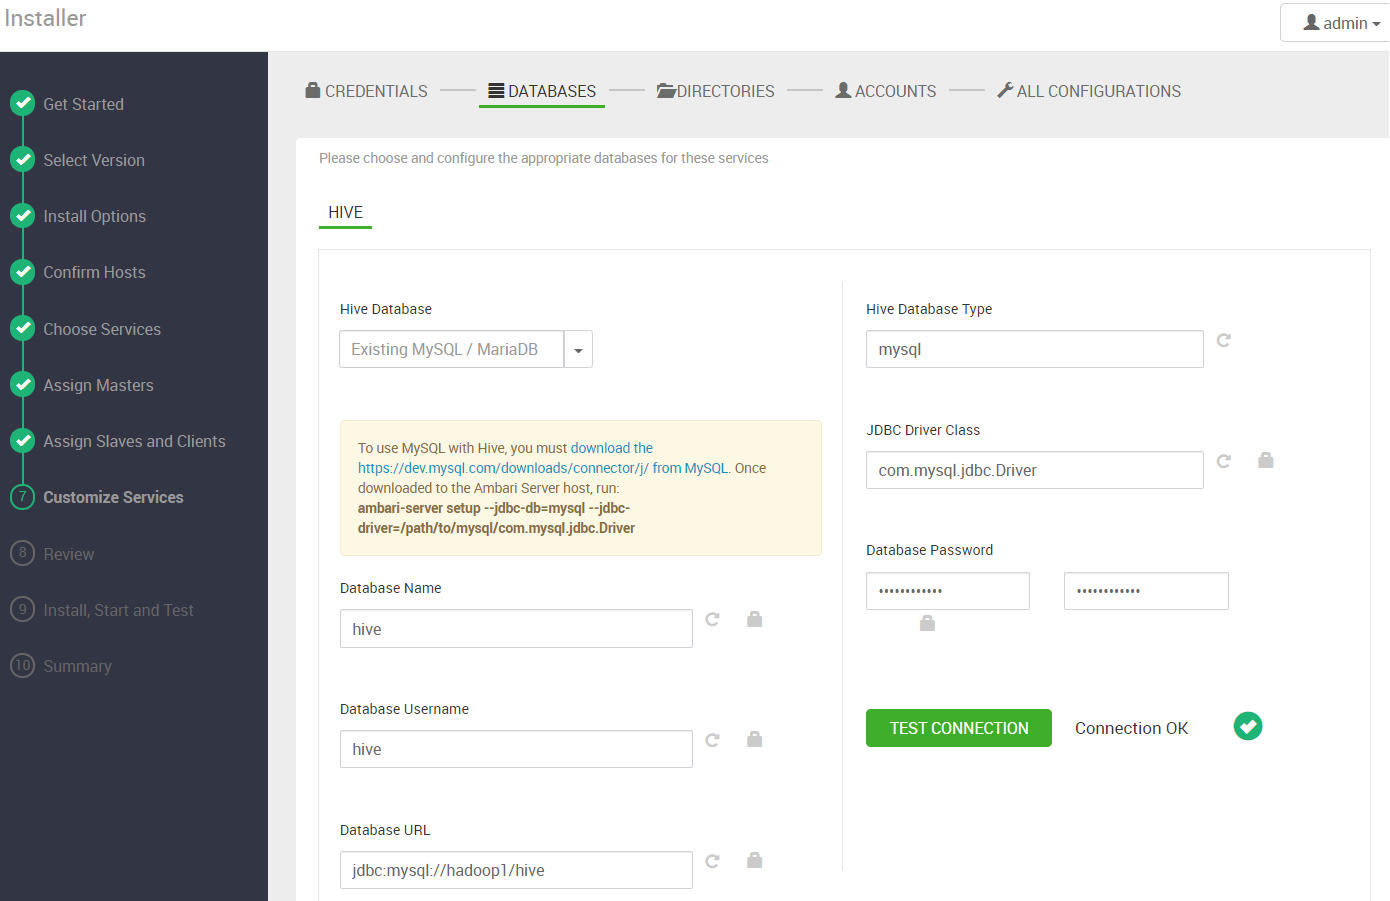 Installer
admin
Get Started
Select Version
Install Options
Confirm Hosts
Choose Services
Assign Masters
Assign Slaves and Clients
7 Customize Services
8 Review
9 Install, Start and Test
10 Summary
CREDENTIALS DATABASES DIRECTORIES ACCOUNTS ALL CONFIGURATIONS
Please choose and configure the appropriate databases for these services
HIVE
Hive Database
Existing MySQL / MariaDB
To use MySQL with Hive, you must download the
https://dev.mysql.com/downloads/connector/j/ from MySQL. Once
downloaded to the Ambari Server host, run:
ambari-server setup --jdbc-db=mysql --jdbc-
driver=/path/to/mysql/com.mysql.jdbc.Driver
Database Name
hive
Database Username
hive
Database URL
jdbc:mysql://hadoop1/hive
Hive Database Type
mysql
JDBC Driver Class
com.mysql.jdbc.Driver
Database Password
•••••••••••• ••••••••••••
TEST CONNECTION Connection OK